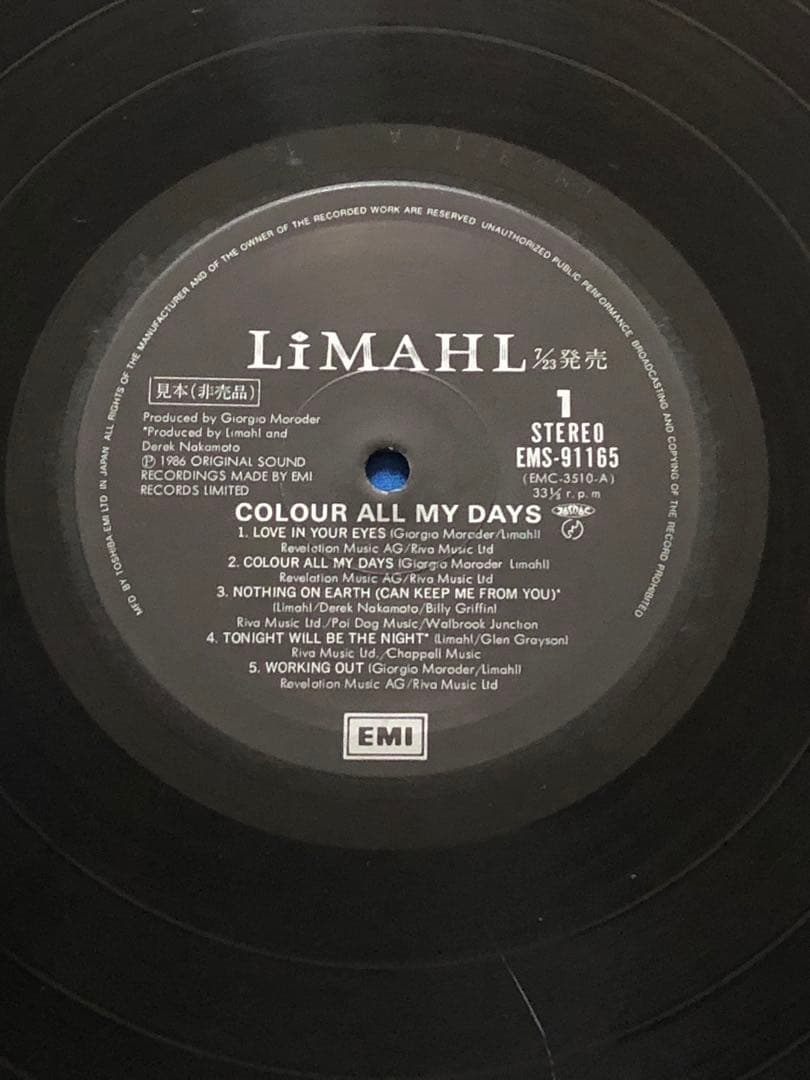 MFD BY TOSHIBA-EMI LTD IN JAPAN ALL RIGHTS OF THE MANUFACTURER AND OF THE OWNER OF THE RECORDED WORK ARE RESERVED UNAUTHORIZED PUBLIC PERFORMANCE BROADCASTING AND COPYING OF THE RECORD PROHIBITED
LiMAHL 7/23発売
見本(非売品)
1
STEREO
EMS-91165
(EMC-3510-A)
33⅓ r.p.m
Produced by Giorgio Moroder
*Produced by Limahl and
Derek Nakamoto
Ⓟ 1986 ORIGINAL SOUND
RECORDINGS MADE BY EMI
RECORDS LIMITED
COLOUR ALL MY DAYS
1. LOVE IN YOUR EYES (Giorgio Moroder/Limahl)
Revelation Music AG/Riva Music Ltd
2. COLOUR ALL MY DAYS (Giorgio Moroder Limahl)
Revelation Music AG/Riva Music Ltd
3. NOTHING ON EARTH (CAN KEEP ME FROM YOU)*
(Limahl/Derek Nakamoto/Billy Griffin)
Riva Music Ltd./Poi Dog Music/Walbrook Junction
4. TONIGHT WILL BE THE NIGHT* (Limahl/Glen Grayson)
Riva Music Ltd./Chappell Music
5. WORKING OUT (Giorgio Moroder/Limahl)
Revelation Music AG/Riva Music Ltd
EMI